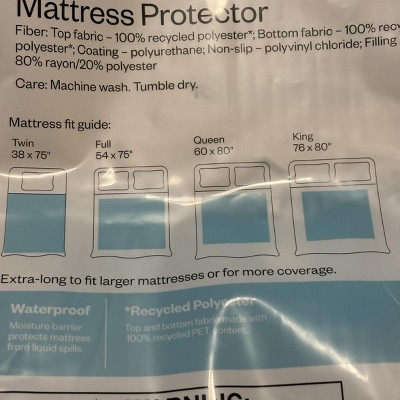 Mattress Protector
Fiber: Top fabric – 100% recycled polyester*; Bottom fabric – 100% rec
polyester*; Coating – polyurethane; Non-slip – polyvinyl chloride; Filling
80% rayon/20% polyester
Care: Machine wash. Tumble dry.
Mattress fit guide:
Twin
38 x 75"
Full
54 x 75"
Queen
60 x 80"
King
76 x 80"
Extra-long to fit larger mattresses or for more coverage.
Waterproof
Moisture barrier
protects mattress
from liquid spills.
*Recycled Polyester
Top and bottom fabric made with
100% recycled PET content.
WARNING: